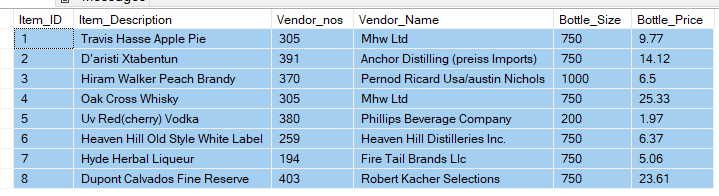 Item_ID Item_Description Vendor_nos Vendor_Name Bottle_Size Bottle_Price
1 Travis Hasse Apple Pie 305 Mhw Ltd 750 9.77
2 D'aristi Xtabentun 391 Anchor Distilling (preiss Imports) 750 14.12
3 Hiram Walker Peach Brandy 370 Pernod Ricard Usa/austin Nichols 1000 6.5
4 Oak Cross Whisky 305 Mhw Ltd 750 25.33
5 Uv Red(cherry) Vodka 380 Phillips Beverage Company 200 1.97
6 Heaven Hill Old Style White Label 259 Heaven Hill Distilleries Inc. 750 6.37
7 Hyde Herbal Liqueur 194 Fire Tail Brands Llc 750 5.06
8 Dupont Calvados Fine Reserve 403 Robert Kacher Selections 750 23.61